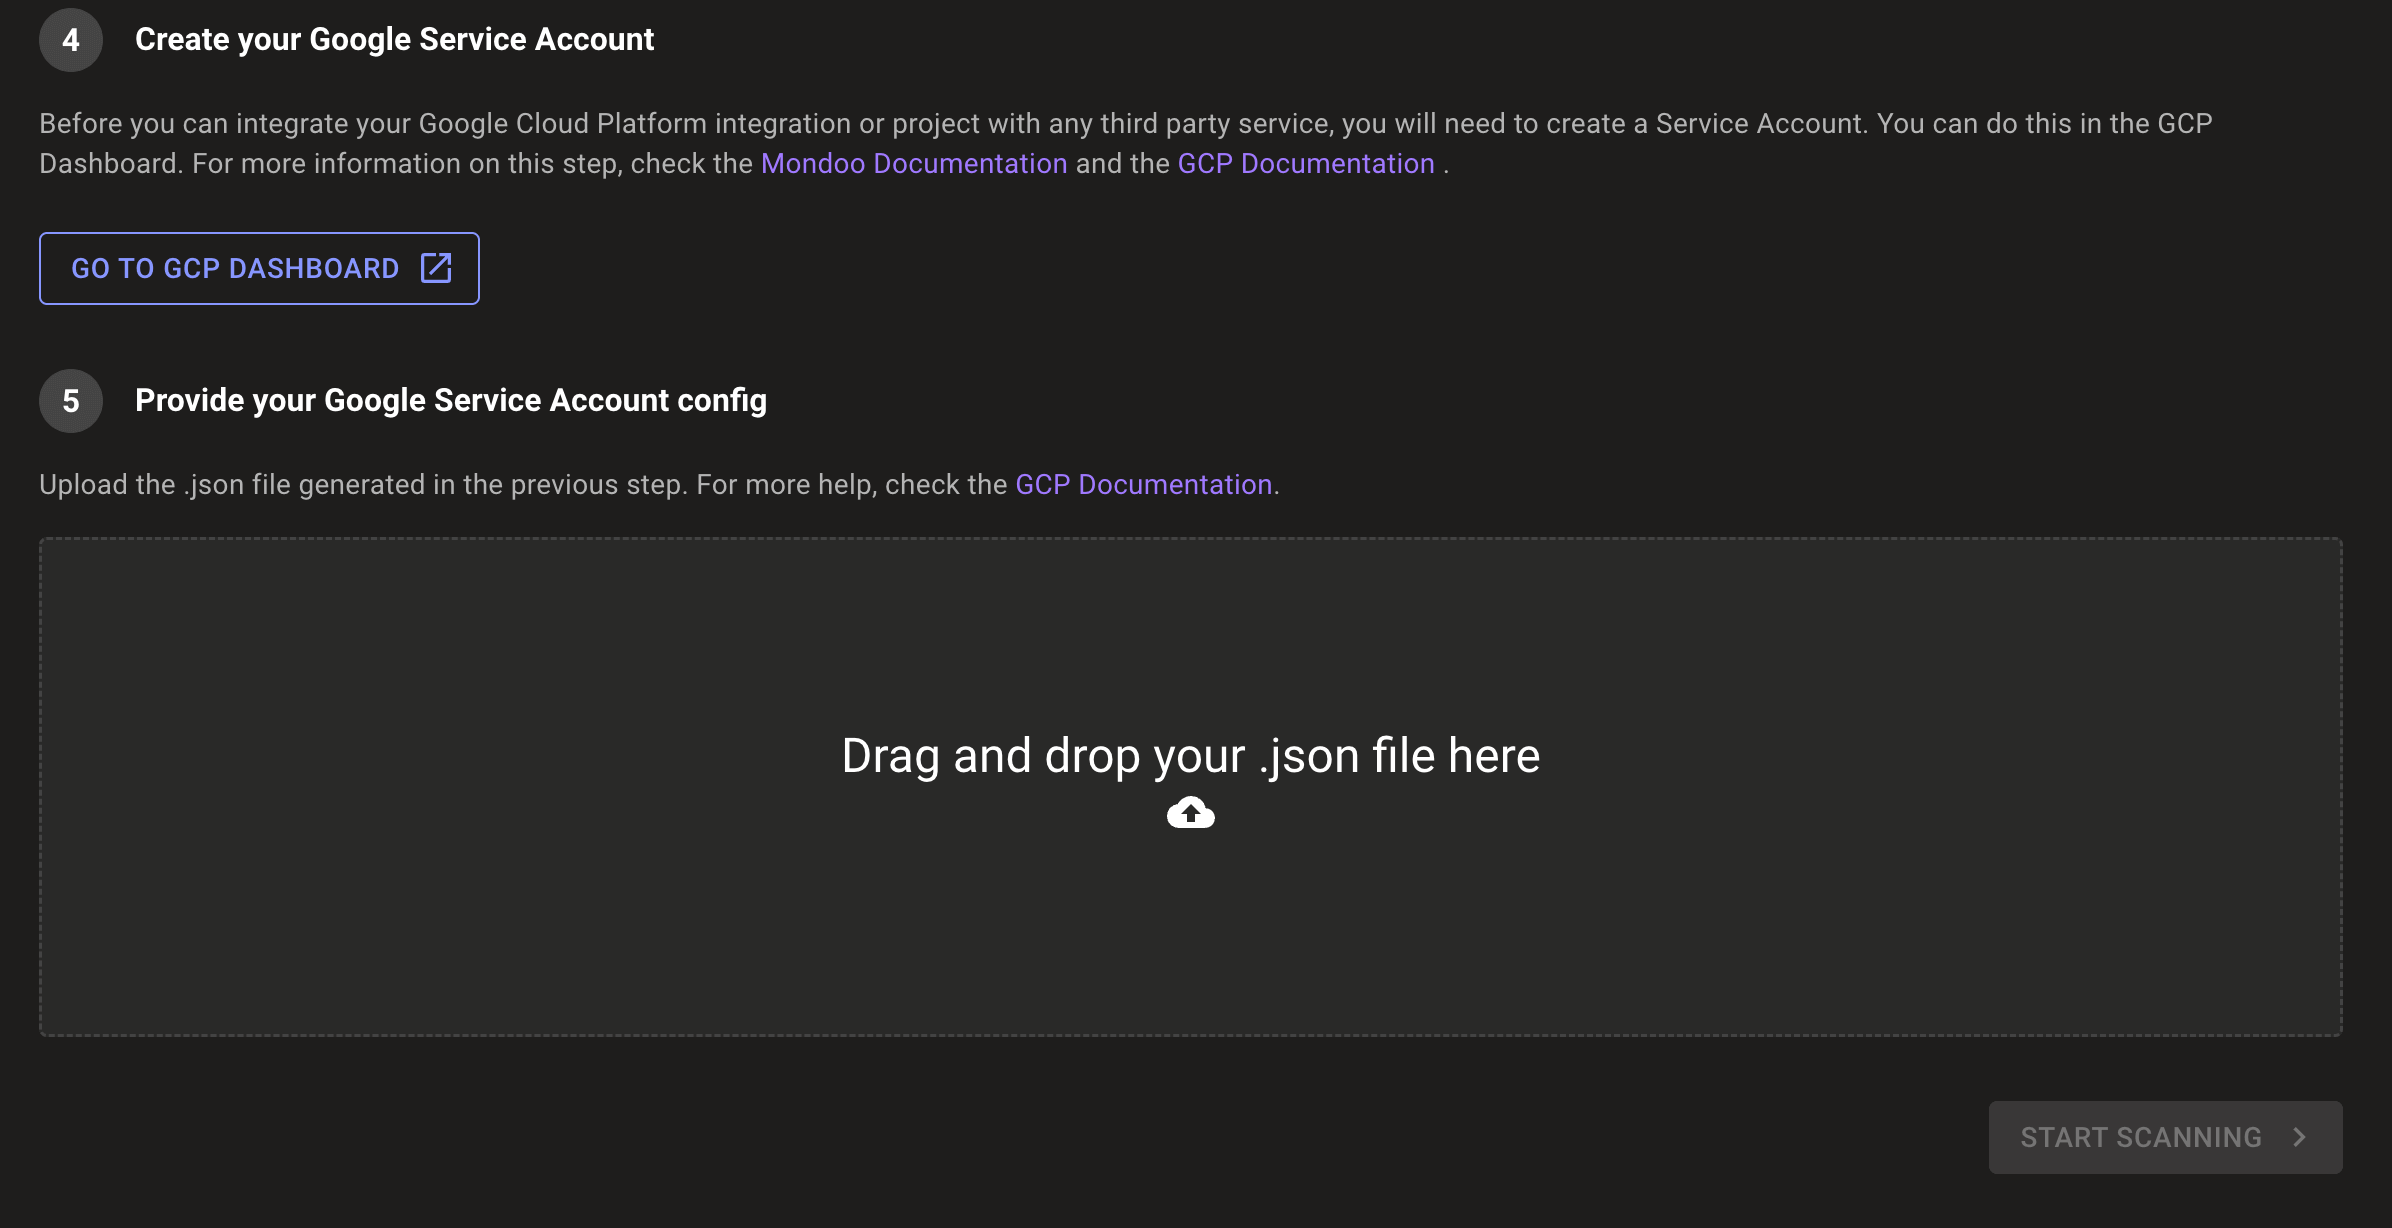 4
Create your Google Service Account
Before you can integrate your Google Cloud Platform integration or project with any third party service, you will need to create a Service Account. You can do this in the GCP
Dashboard. For more information on this step, check the Mondoo Documentation and the GCP Documentation .
GO TO GCP DASHBOARD
5
Provide your Google Service Account config
Upload the .json file generated in the previous step. For more help, check the GCP Documentation.
Drag and drop your .json file here
START SCANNING